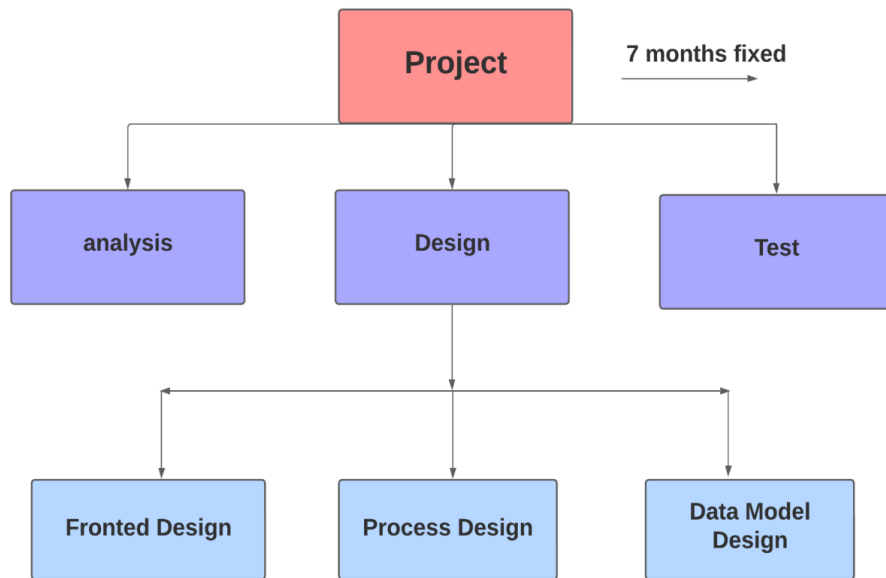 Project
7 months fixed
analysis
Design
Test
Fronted Design
Process Design
Data Model
Design